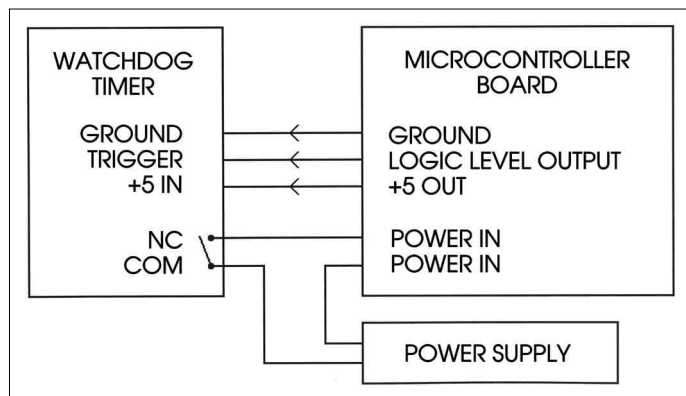 WATCHDOG
TIMER
GROUND
TRIGGER
+5 IN
NC
COM
MICROCONTROLLER
BOARD
GROUND
LOGIC LEVEL OUTPUT
+5 OUT
POWER IN
POWER IN
POWER SUPPLY